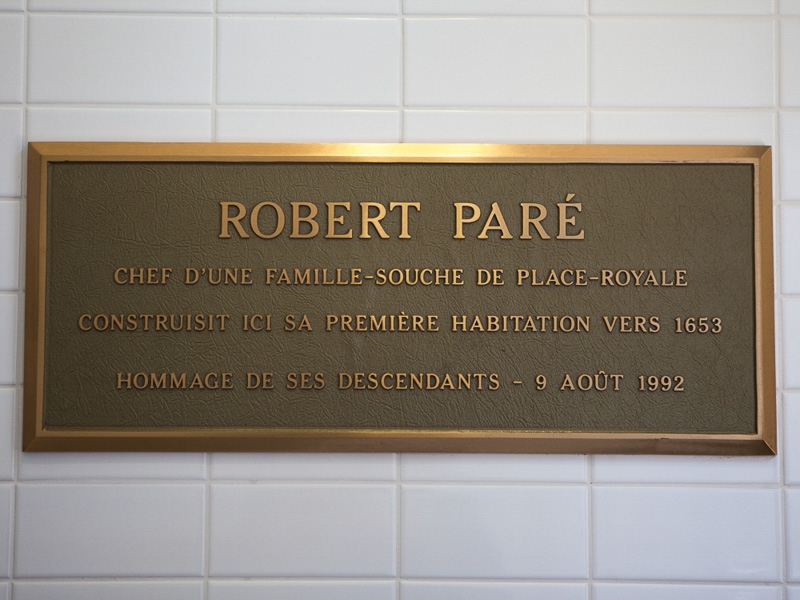 ROBERT PARÉ
CHEF D'UNE FAMILLE-SOUCHE DE PLACE-ROYALE
CONSTRUISIT ICI SA PREMIÈRE HABITATION VERS 1653
HOMMAGE DE SES DESCENDANTS - 9 AOÛT 1992